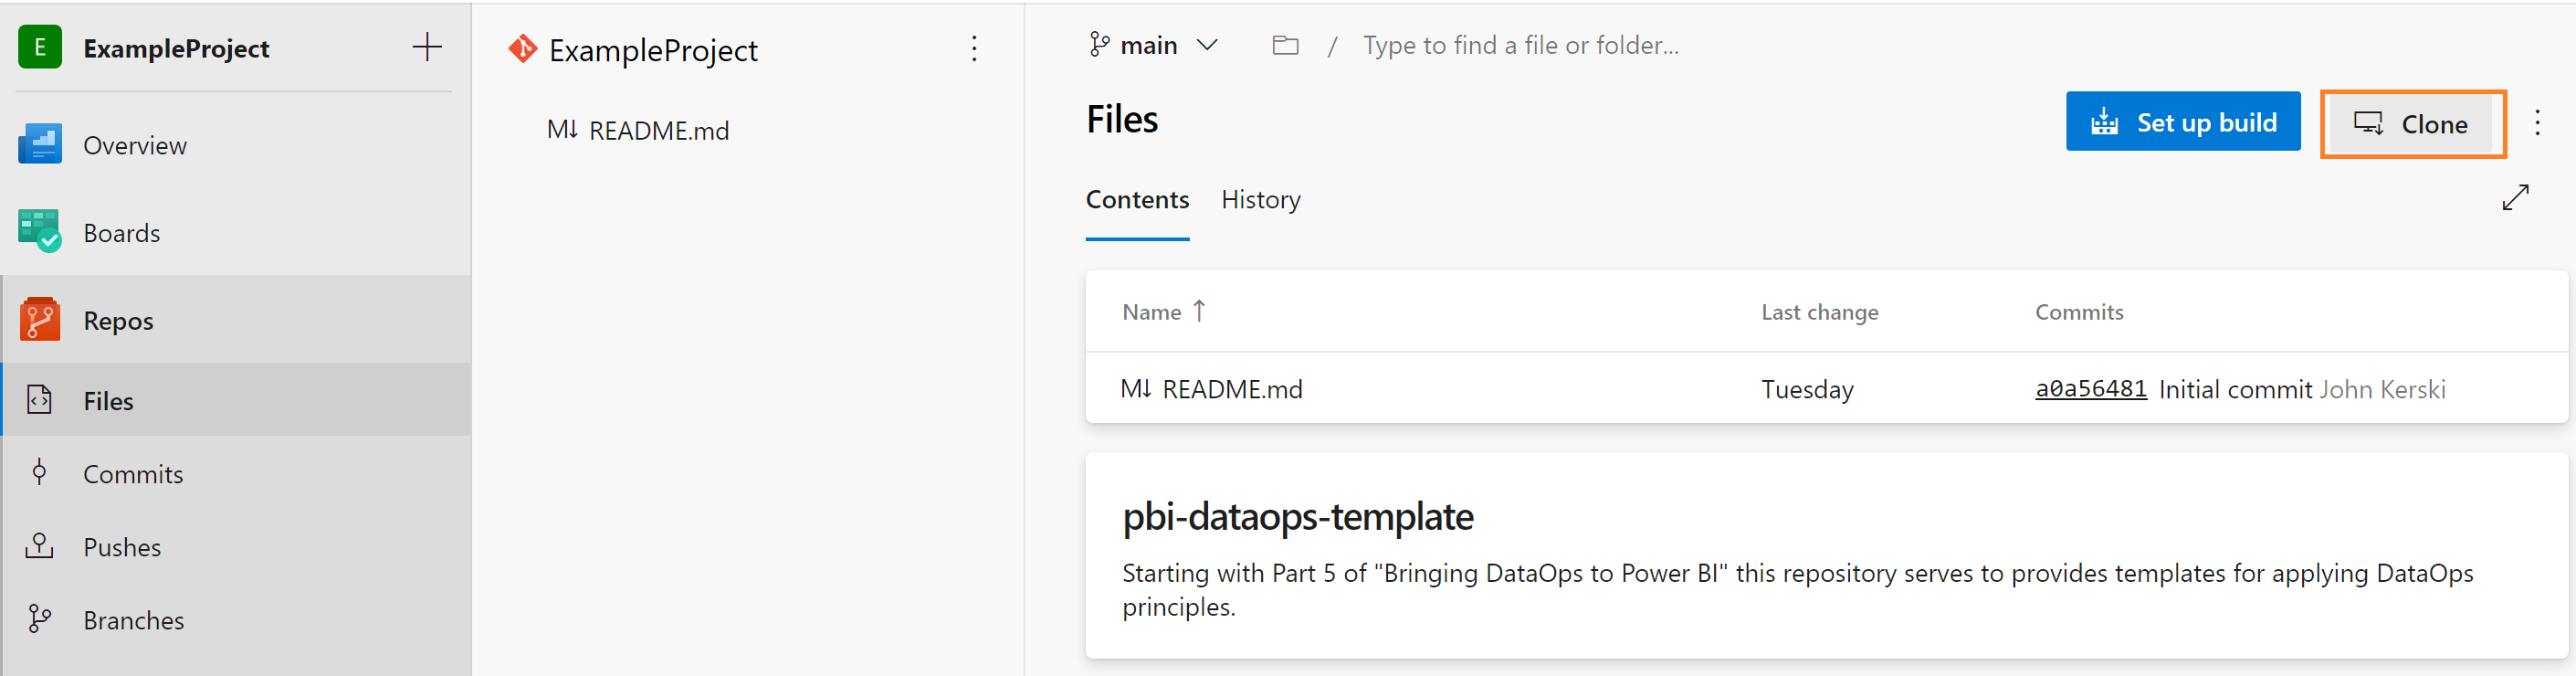 E ExampleProject
Overview
Boards
Repos
Files
Commits
Pushes
Branches
ExampleProject
M↓ README.md
main / Type to find a file or folder...
Files
Set up build
Clone
Contents History
Name ↑ Last change Commits
M↓ README.md Tuesday a0a56481 Initial commit John Kerski
pbi-dataops-template
Starting with Part 5 of "Bringing DataOps to Power BI" this repository serves to provides templates for applying DataOps
principles.